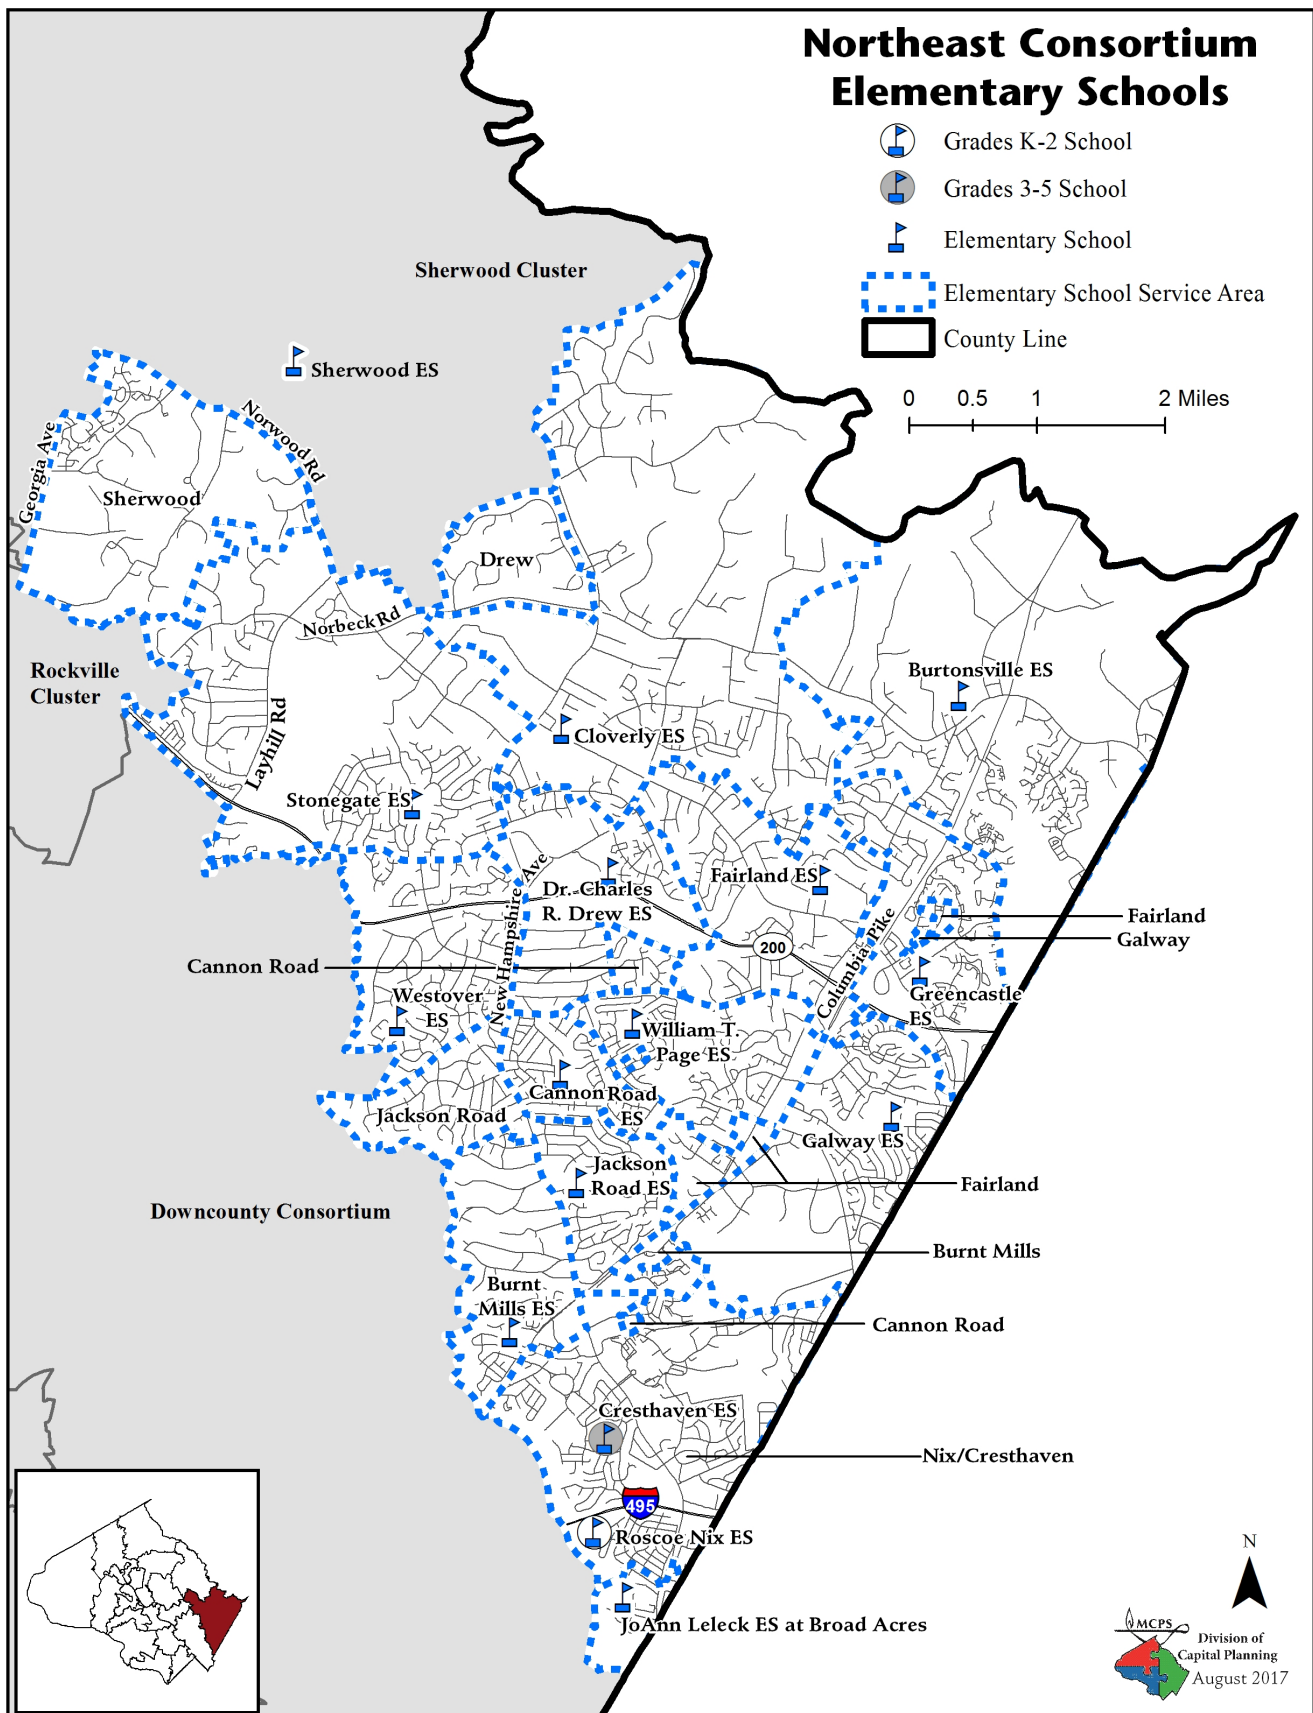 Northeast Consortium
Elementary Schools
Grades K-2 School
Grades 3-5 School
Elementary School
Elementary School Service Area
County Line
0 0.5 1 2 Miles
Sherwood Cluster
Sherwood ES
Norwood Rd
Georgia Ave
Sherwood
Drew
Norbeck Rd
Rockville
Cluster
Burtonsville ES
Layhill Rd
Cloverly ES
Stonegate ES
New Hampshire Ave
Dr. Charles
R. Drew ES
Fairland ES
Columbia Pike
Fairland
Galway
200
Cannon Road
Westover
ES
Greencastle
ES
William T.
Page ES
Cannon Road
ES
Jackson Road
Galway ES
Jackson
Road ES
Fairland
Downcounty Consortium
Burnt Mills
Burnt
Mills ES
Cannon Road
Cresthaven ES
Nix/Cresthaven
495
Roscoe Nix ES
JoAnn Leleck ES at Broad Acres
N
MCPS
Division of
Capital Planning
August 2017